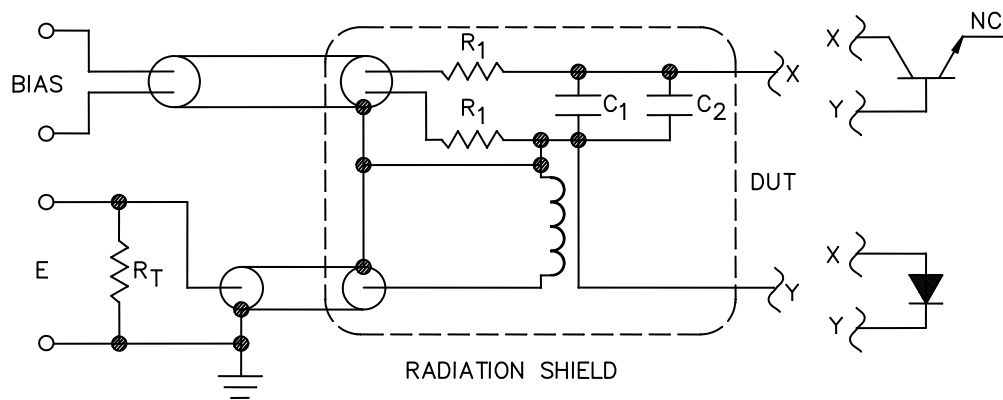 NC
R1
X
X
BIAS
C1
C2
R1
Y
DUT
E
RT
X
Y
Y
RADIATION SHIELD